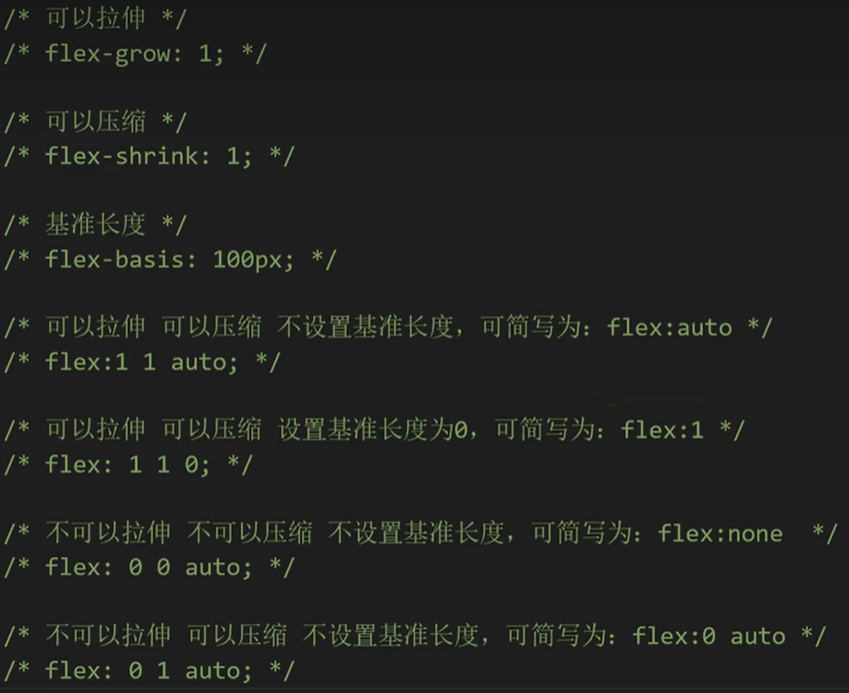 /* 可以拉伸 */
/* flex-grow: 1; */
/* 可以压缩 */
/* flex-shrink: 1; */
/* 基准长度 */
/* flex-basis: 100px; */
/* 可以拉伸 可以压缩 不设置基准长度，可简写为：flex:auto */
/* flex:1 1 auto; */
/* 可以拉伸 可以压缩 设置基准长度为0，可简写为：flex:1 */
/* flex: 1 1 0; */
/* 不可以拉伸 不可以压缩 不设置基准长度，可简写为：flex:none  */
/* flex: 0 0 auto; */
/* 不可以拉伸 可以压缩 不设置基准长度，可简写为：flex:0 auto */
/* flex: 0 1 auto; */